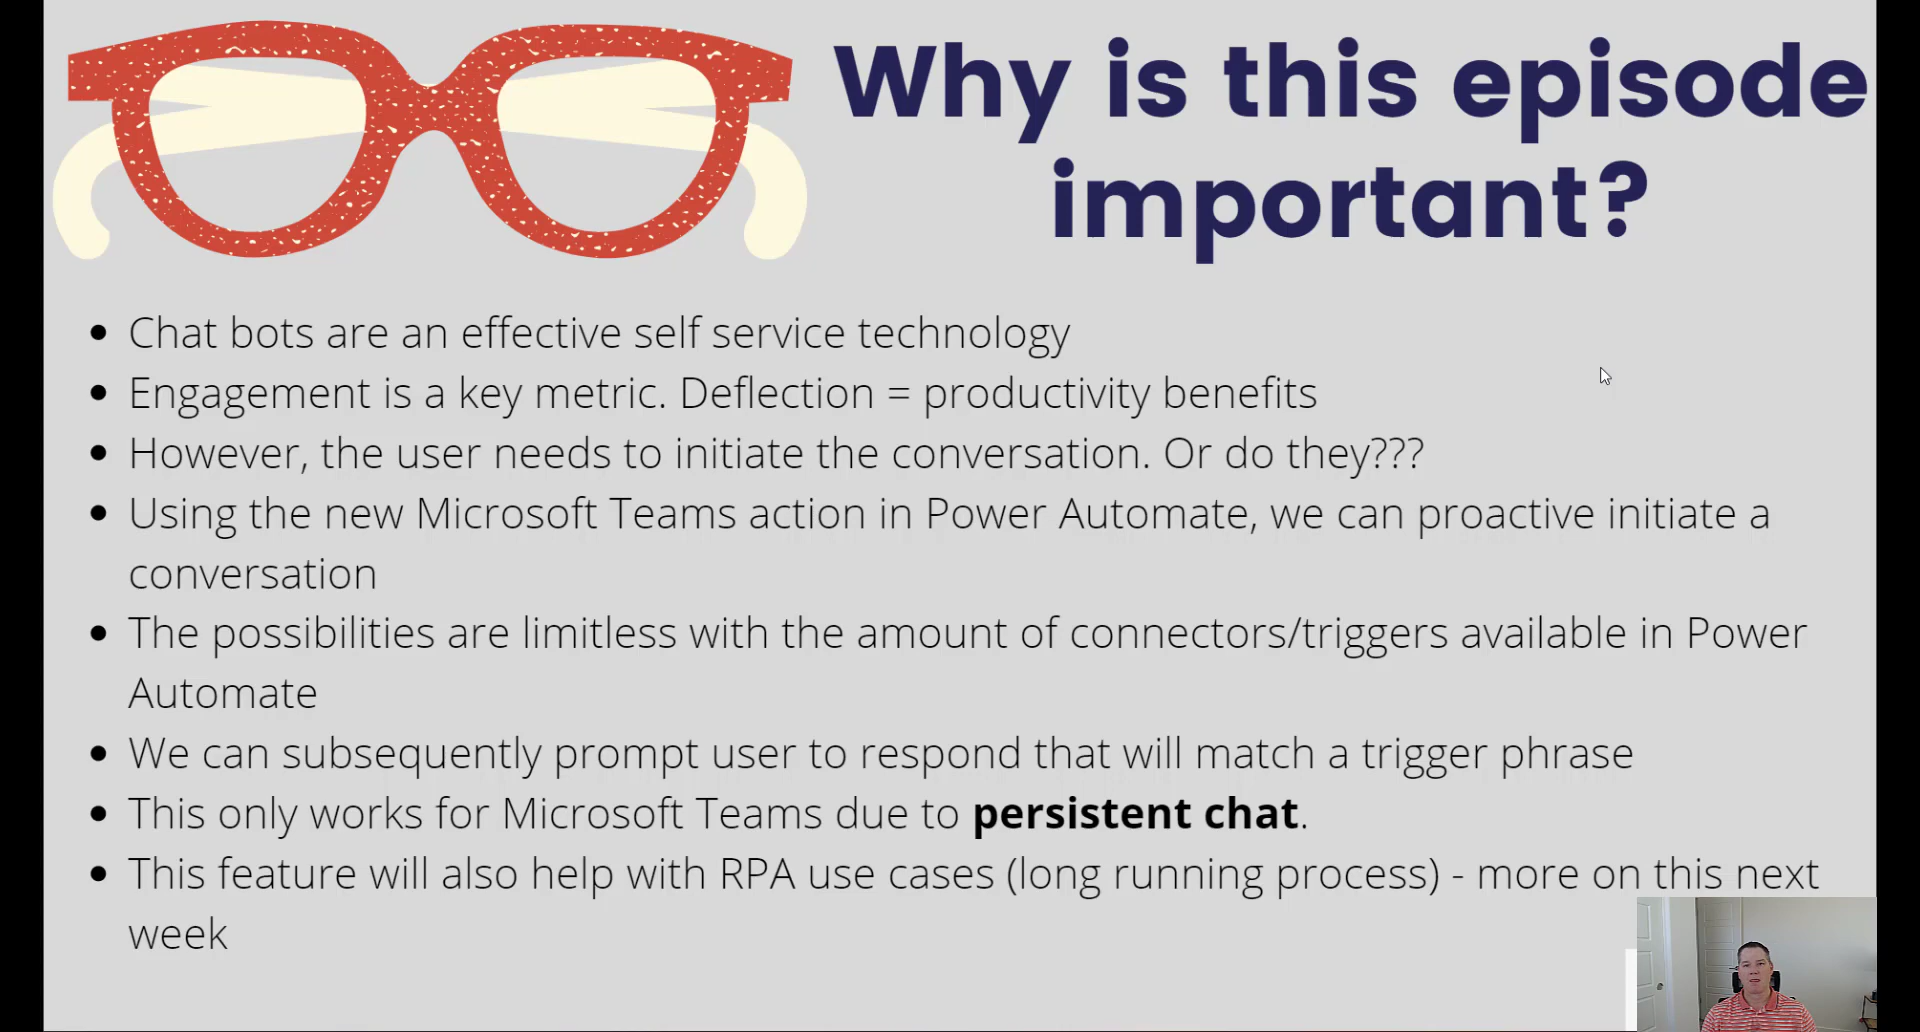 Why is this episode
important?
• Chat bots are an effective self service technology
• Engagement is a key metric. Deflection = productivity benefits
• However, the user needs to initiate the conversation. Or do they???
• Using the new Microsoft Teams action in Power Automate, we can proactive initiate a
conversation
• The possibilities are limitless with the amount of connectors/triggers available in Power
Automate
• We can subsequently prompt user to respond that will match a trigger phrase
• This only works for Microsoft Teams due to persistent chat.
• This feature will also help with RPA use cases (long running process) - more on this next
week